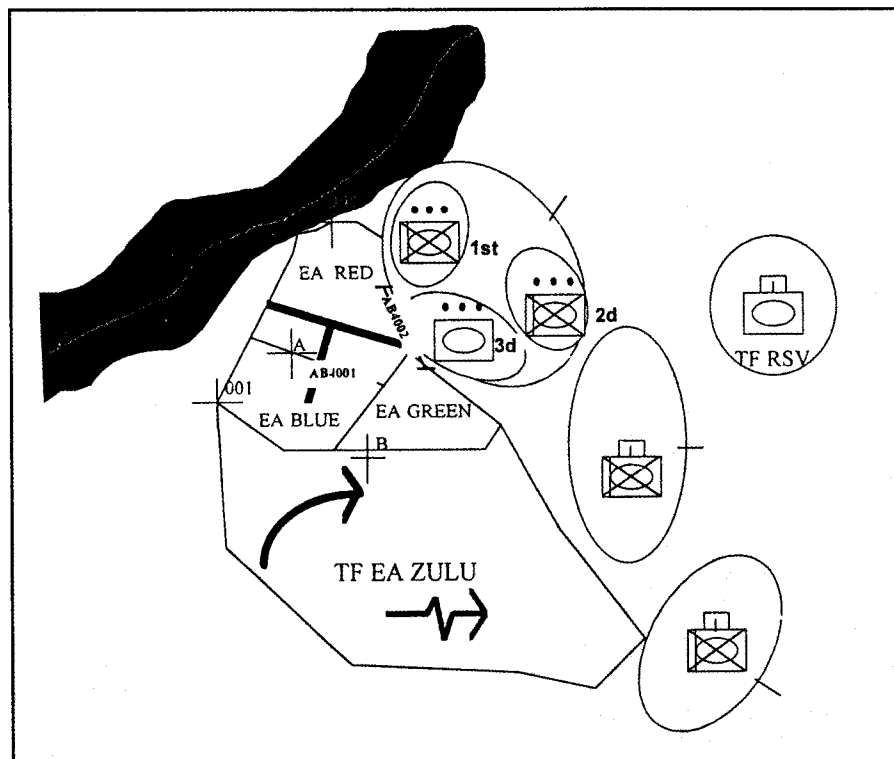 1st
EA RED
AB4002
2d
3d
TF RSV
A
AB4001
001
EA BLUE
EA GREEN
B
TF EA ZULU